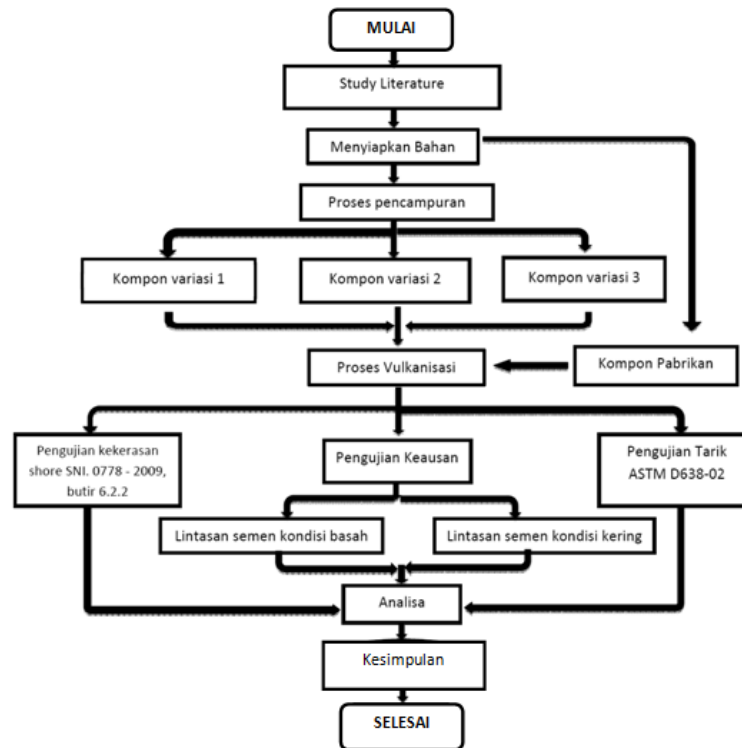 MULAI
Study Literature
Menyiapkan Bahan
Proses pencampuran
Kompon variasi 1
Kompon variasi 2
Kompon variasi 3
Proses Vulkanisasi
Kompon Pabrikan
Pengujian kekerasan
shore SNI. 0778 - 2009,
butir 6.2.2
Pengujian Keausan
Pengujian Tarik
ASTM D638-02
Lintasan semen kondisi basah
Lintasan semen kondisi kering
Analisa
Kesimpulan
SELESAI